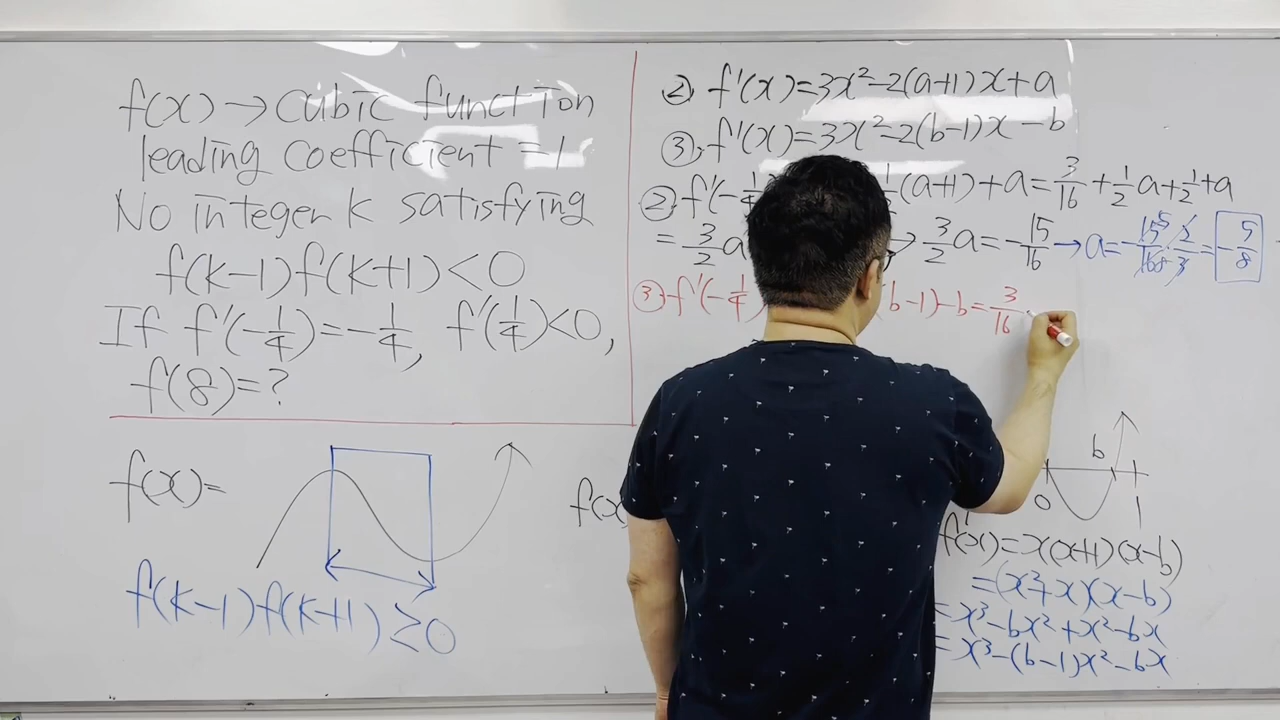 f(x)→cubic function
leading coefficient=1
No integer k satisfying
f(k-1)f(k+1)<0
If f'(-1/4)=-1/4, f'(1/4)<0,
f(8)=?
f(x)=
f(k-1)f(k+1)≥0
②, f'(x)=3x²-2(a+1)x+a
③, f'(x)=3x²-2(b-1)x-b
②, f'(-1/4) (a+1)+a=3/16+1/2a+1/2+a
=3/2a →3/2a=-15/16→a=-15/16·2/3=-5/8
③, f'(-1/4) (b-1)-b=3/16
f(x)
b
0 1
f(x)=x(x+1)(x-b)
=(x²+x)(x-b)
=x³-bx²+x²-bx
=x³-(b-1)x²-bx